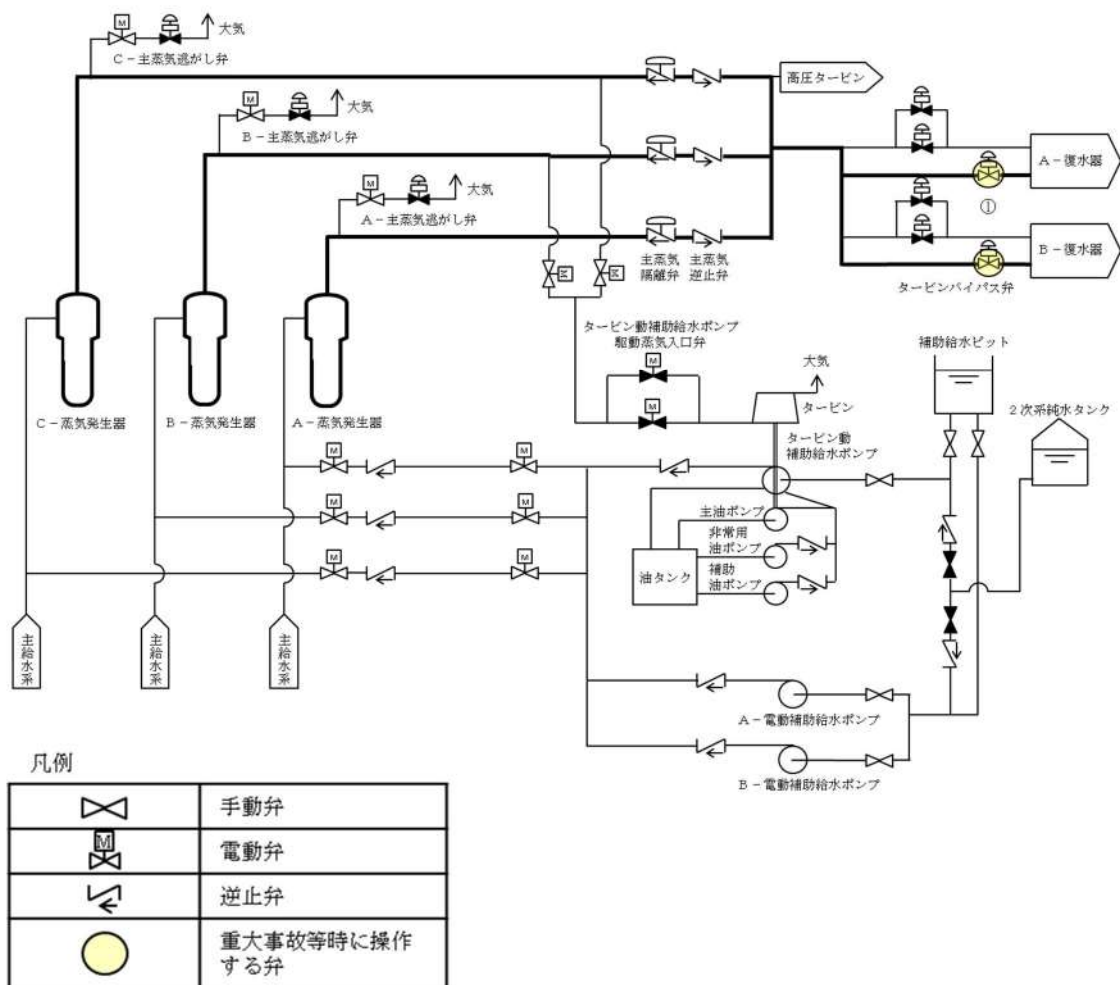 M
大気
C－主蒸気逃がし弁
M
大気
B－主蒸気逃がし弁
M
大気
A－主蒸気逃がし弁
高圧タービン
A－復水器
①
B－復水器
タービンバイパス弁
主蒸気
隔離弁
主蒸気
逆止弁
M
M
C－蒸気発生器
B－蒸気発生器
A－蒸気発生器
タービン動補助給水ポンプ
駆動蒸気入口弁
M
M
大気
タービン
補助給水ピット
2次系純水タンク
タービン動
補助給水ポンプ
M
M
M
M
M
M
主油ポンプ
非常用
油ポンプ
補助
油ポンプ
油タンク
主給水系
主給水系
主給水系
A－電動補助給水ポンプ
B－電動補助給水ポンプ
凡例
手動弁
M
電動弁
逆止弁
重大事故等時に操作
する弁